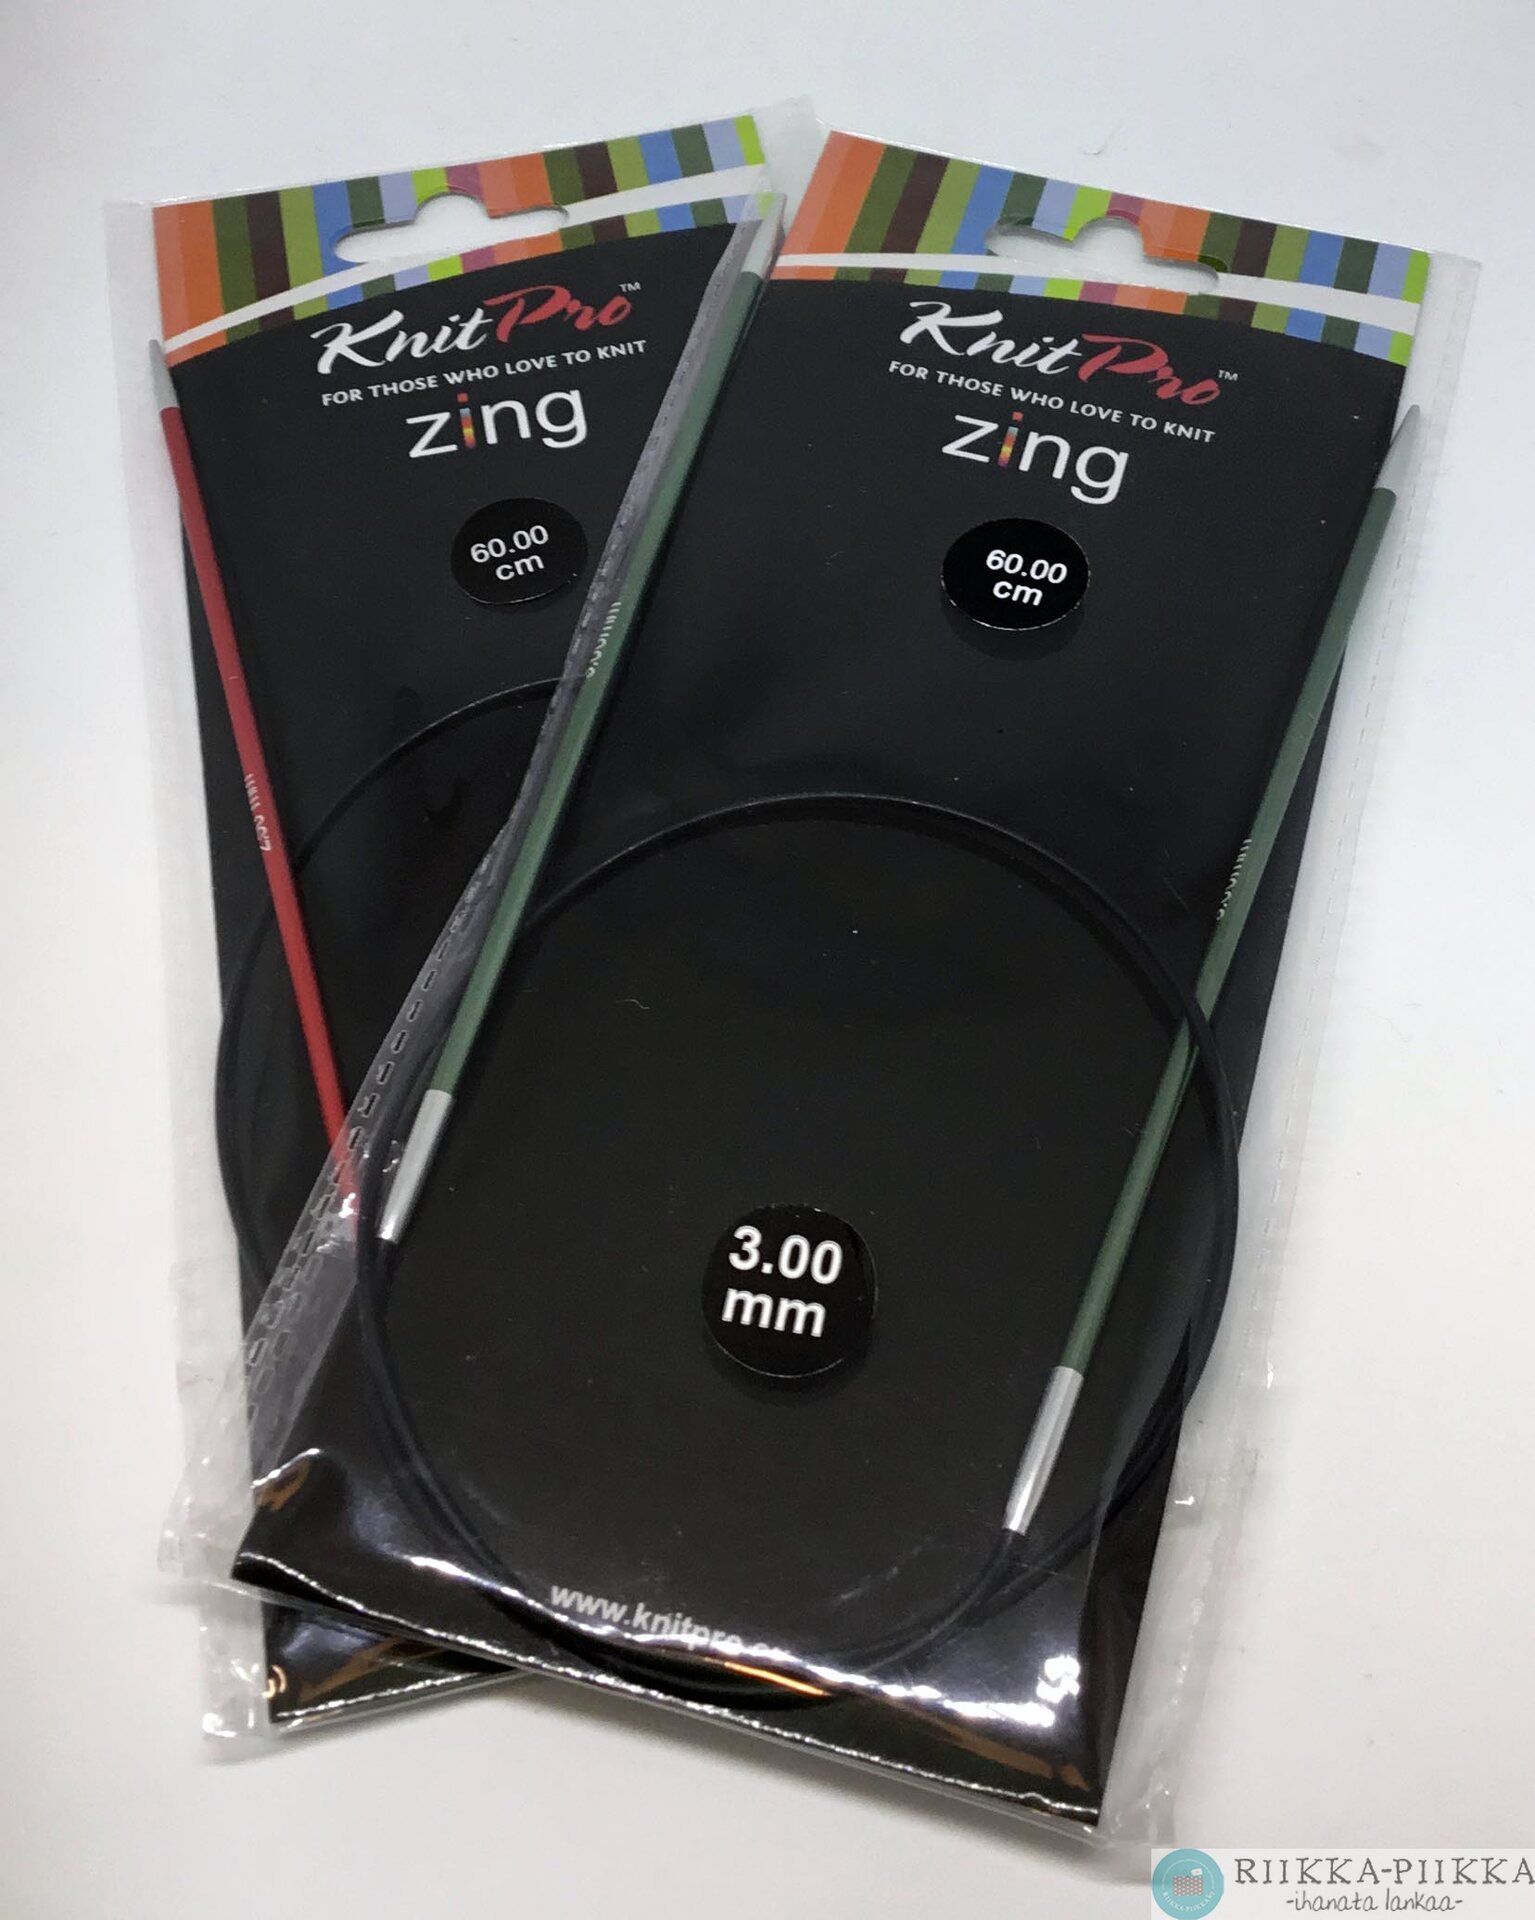 KnitPro™
FOR THOSE WHO LOVE TO KNIT
zing
60.00
cm
KnitPro™
FOR THOSE WHO LOVE TO KNIT
zing
60.00
cm
3.00
mm
www.knitpro.eu
RIIKKA-PIIKKA
-ihanata lankaa-